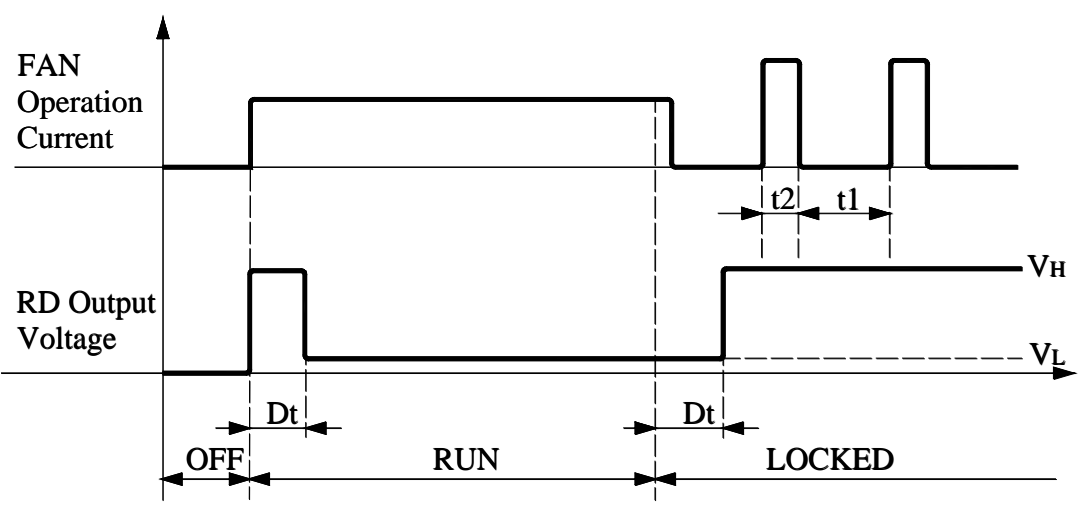 FAN
Operation
Current
t2 t1
VH
RD Output
Voltage
VL
Dt Dt
OFF RUN LOCKED